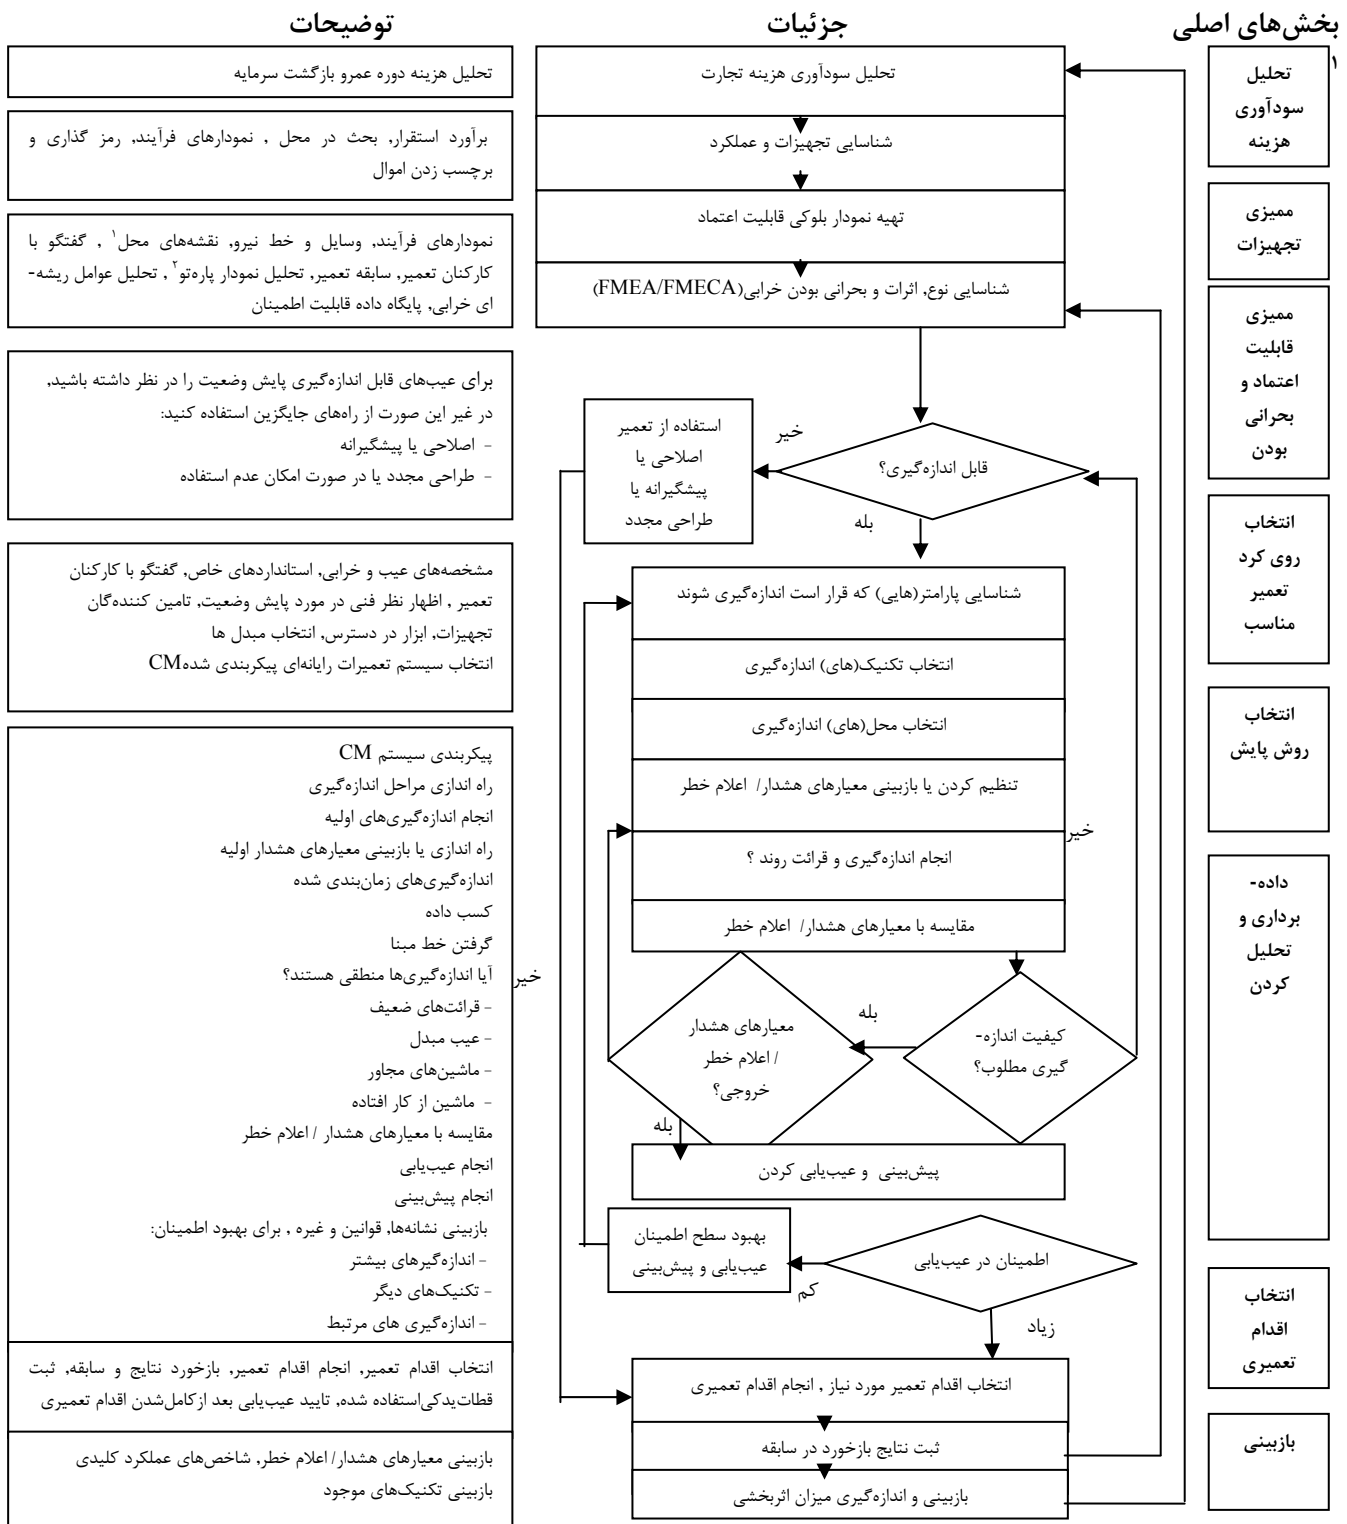 بخش‌های اصلی
جزئیات
توضیحات
۱
تحلیل
سودآوری
هزینه
ممیزی
تجهیزات
ممیزی
قابلیت
اعتماد و
بحرانی
بودن
انتخاب
روی کرد
تعمیر
مناسب
انتخاب
روش پایش
داده-
برداری و
تحلیل
کردن
انتخاب
اقدام
تعمیری
بازبینی
تحلیل سودآوری هزینه تجارت
شناسایی تجهیزات و عملکرد
تهیه نمودار بلوکی قابلیت اعتماد
شناسایی نوع, اثرات و بحرانی بودن خرابی(FMEA/FMECA)
قابل اندازه‌گیری؟
خیر
بله
استفاده از تعمیر
اصلاحی یا
پیشگیرانه یا
طراحی مجدد
شناسایی پارامتر(هایی) که قرار است اندازه‌گیری شوند
انتخاب تکنیک(های) اندازه‌گیری
انتخاب محل(های) اندازه‌گیری
تنظیم کردن یا بازبینی معیارهای هشدار/ اعلام خطر
خیر
انجام اندازه‌گیری و قرائت روند ؟
مقایسه با معیارهای هشدار/ اعلام خطر
خیر
کیفیت اندازه-
گیری مطلوب؟
بله
معیارهای هشدار
/ اعلام خطر
خروجی؟
بله
پیش‌بینی و عیب‌یابی کردن
اطمینان در عیب‌یابی
کم
زیاد
بهبود سطح اطمینان
عیب‌یابی و پیش‌بینی
انتخاب اقدام تعمیر مورد نیاز , انجام اقدام تعمیری
ثبت نتایج بازخورد در سابقه
بازبینی و اندازه‌گیری میزان اثربخشی
تحلیل هزینه دوره عمرو بازگشت سرمایه
برآورد استقرار, بحث در محل , نمودارهای فرآیند, رمز گذاری و
برچسب زدن اموال
نمودارهای فرآیند, وسایل و خط نیرو, نقشه‌های محل۱ , گفتگو با
کارکنان تعمیر, سابقه تعمیر, تحلیل نمودار پاره‌تو۲ , تحلیل عوامل ریشه-
ای خرابی, پایگاه داده قابلیت اطمینان
برای عیب‌های قابل اندازه‌گیری پایش وضعیت را در نظر داشته باشید,
در غیر این صورت از راه‌های جایگزین استفاده کنید:
- اصلاحی یا پیشگیرانه
- طراحی مجدد یا در صورت امکان عدم استفاده
مشخصه‌های عیب و خرابی, استانداردهای خاص, گفتگو با کارکنان
تعمیر , اظهار نظر فنی در مورد پایش وضعیت, تامین کننده‌گان
تجهیزات, ابزار در دسترس, انتخاب مبدل ها
انتخاب سیستم تعمیرات رایانه‌ای پیکربندی شدهCM
پیکربندی سیستم CM
راه اندازی مراحل اندازه‌گیری
انجام اندازه‌گیری‌های اولیه
راه اندازی یا بازبینی معیارهای هشدار اولیه
اندازه‌گیری‌های زمان‌بندی شده
کسب داده
گرفتن خط مبنا
آیا اندازه‌گیری‌ها منطقی هستند؟
- قرائت‌های ضعیف
- عیب مبدل
- ماشین‌های مجاور
- ماشین از کار افتاده
مقایسه با معیارهای هشدار / اعلام خطر
انجام عیب‌یابی
انجام پیش‌بینی
بازبینی نشانه‌ها, قوانین و غیره , برای بهبود اطمینان:
- اندازه‌گیرهای بیشتر
- تکنیک‌های دیگر
- اندازه‌گیری های مرتبط
انتخاب اقدام تعمیر, انجام اقدام تعمیر, بازخورد نتایج و سابقه, ثبت
قطات‌یدکی‌استفاده شده, تایید عیب‌یابی بعد ازکامل‌شدن اقدام تعمیری
بازبینی معیارهای هشدار/ اعلام خطر, شاخص‌های عملکرد کلیدی
بازبینی تکنیک‌های موجود